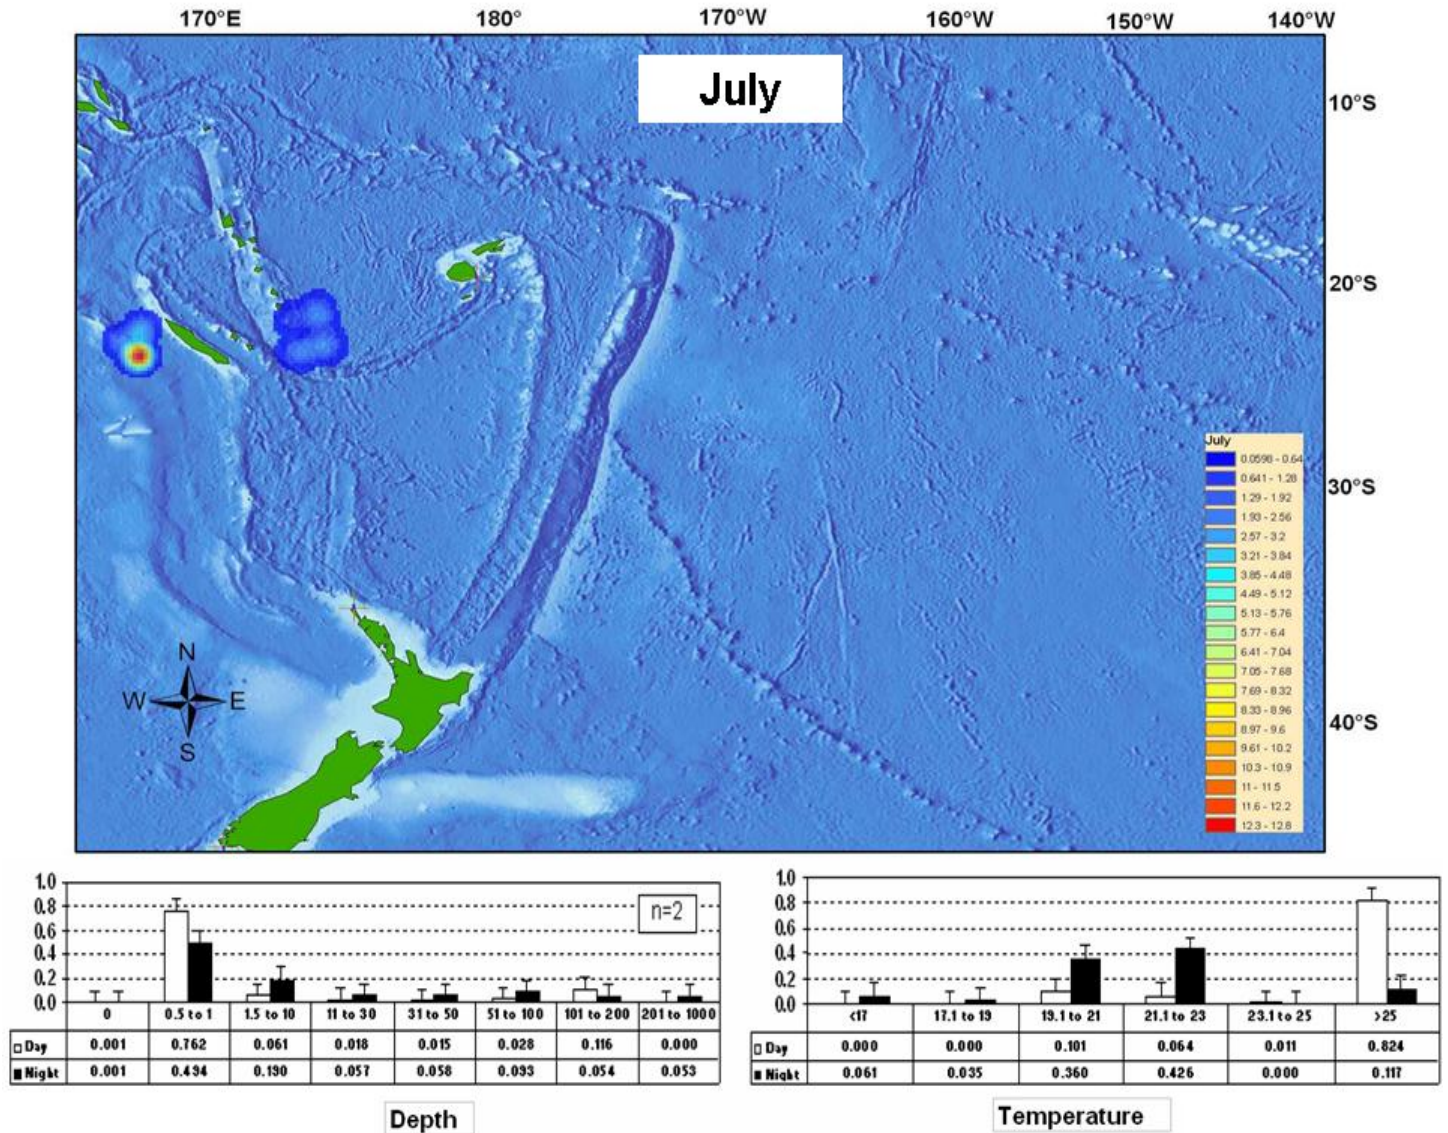 170°E 180° 170°W 160°W 150°W 140°W
July
10°S
20°S
30°S
40°S
N
W E
S
July
0.0598 - 0.64
0.641 - 1.28
1.29 - 1.92
1.93 - 2.56
2.57 - 3.2
3.21 - 3.84
3.85 - 4.48
4.49 - 5.12
5.13 - 5.76
5.77 - 6.4
6.41 - 7.04
7.05 - 7.68
7.69 - 8.32
8.33 - 8.96
8.97 - 9.6
9.61 - 10.2
10.3 - 10.9
11 - 11.5
11.6 - 12.2
12.3 - 12.8
1.0
0.8
0.6
0.4
0.2
0.0
n=2
0 0.5 to 1 1.5 to 10 11 to 30 31 to 50 51 to 100 101 to 200 201 to 1000
Day 0.001 0.762 0.061 0.018 0.015 0.028 0.116 0.000
Night 0.001 0.494 0.190 0.057 0.058 0.093 0.054 0.053
Depth
1.0
0.8
0.6
0.4
0.2
0.0
<17 17.1 to 19 19.1 to 21 21.1 to 23 23.1 to 25 >25
Day 0.000 0.000 0.101 0.064 0.011 0.824
Night 0.061 0.035 0.360 0.426 0.000 0.117
Temperature